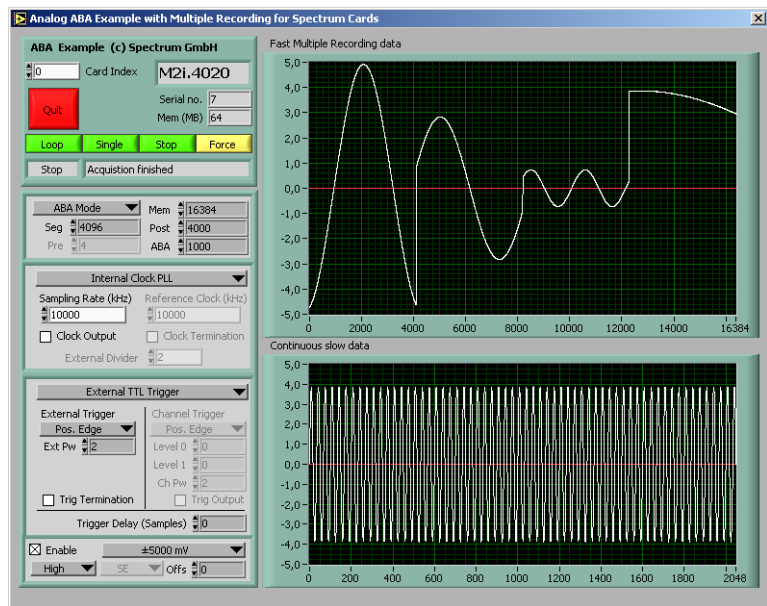 Analog ABA Example with Multiple Recording for Spectrum Cards
ABA Example (c) Spectrum GmbH
0 Card Index M2i.4020
Quit
Serial no. 7
Mem (MB) 64
Loop Single Stop Force
Stop Acquistion finished
ABA Mode Mem 16384
Seg 4096 Post 4000
Pre 4 ABA 1000
Internal Clock PLL
Sampling Rate (kHz) Reference Clock (kHz)
10000 10000
Clock Output Clock Termination
External Divider 2
External TTL Trigger
External Trigger Channel Trigger
Pos. Edge Pos. Edge
Ext Pw 2 Level 0 0
Level 1 0
Ch Pw 2
Trig Termination Trig Output
Trigger Delay (Samples) 0
Enable ±5000 mV
High SE Offs 0
Fast Multiple Recording data
5,0
4,0
3,0
2,0
1,0
0,0
-1,0
-2,0
-3,0
-4,0
-5,0
0 2000 4000 6000 8000 10000 12000 14000 16384
Continuous slow data
5,0
4,0
3,0
2,0
1,0
0,0
-1,0
-2,0
-3,0
-4,0
-5,0
0 200 400 600 800 1000 1200 1400 1600 1800 2048